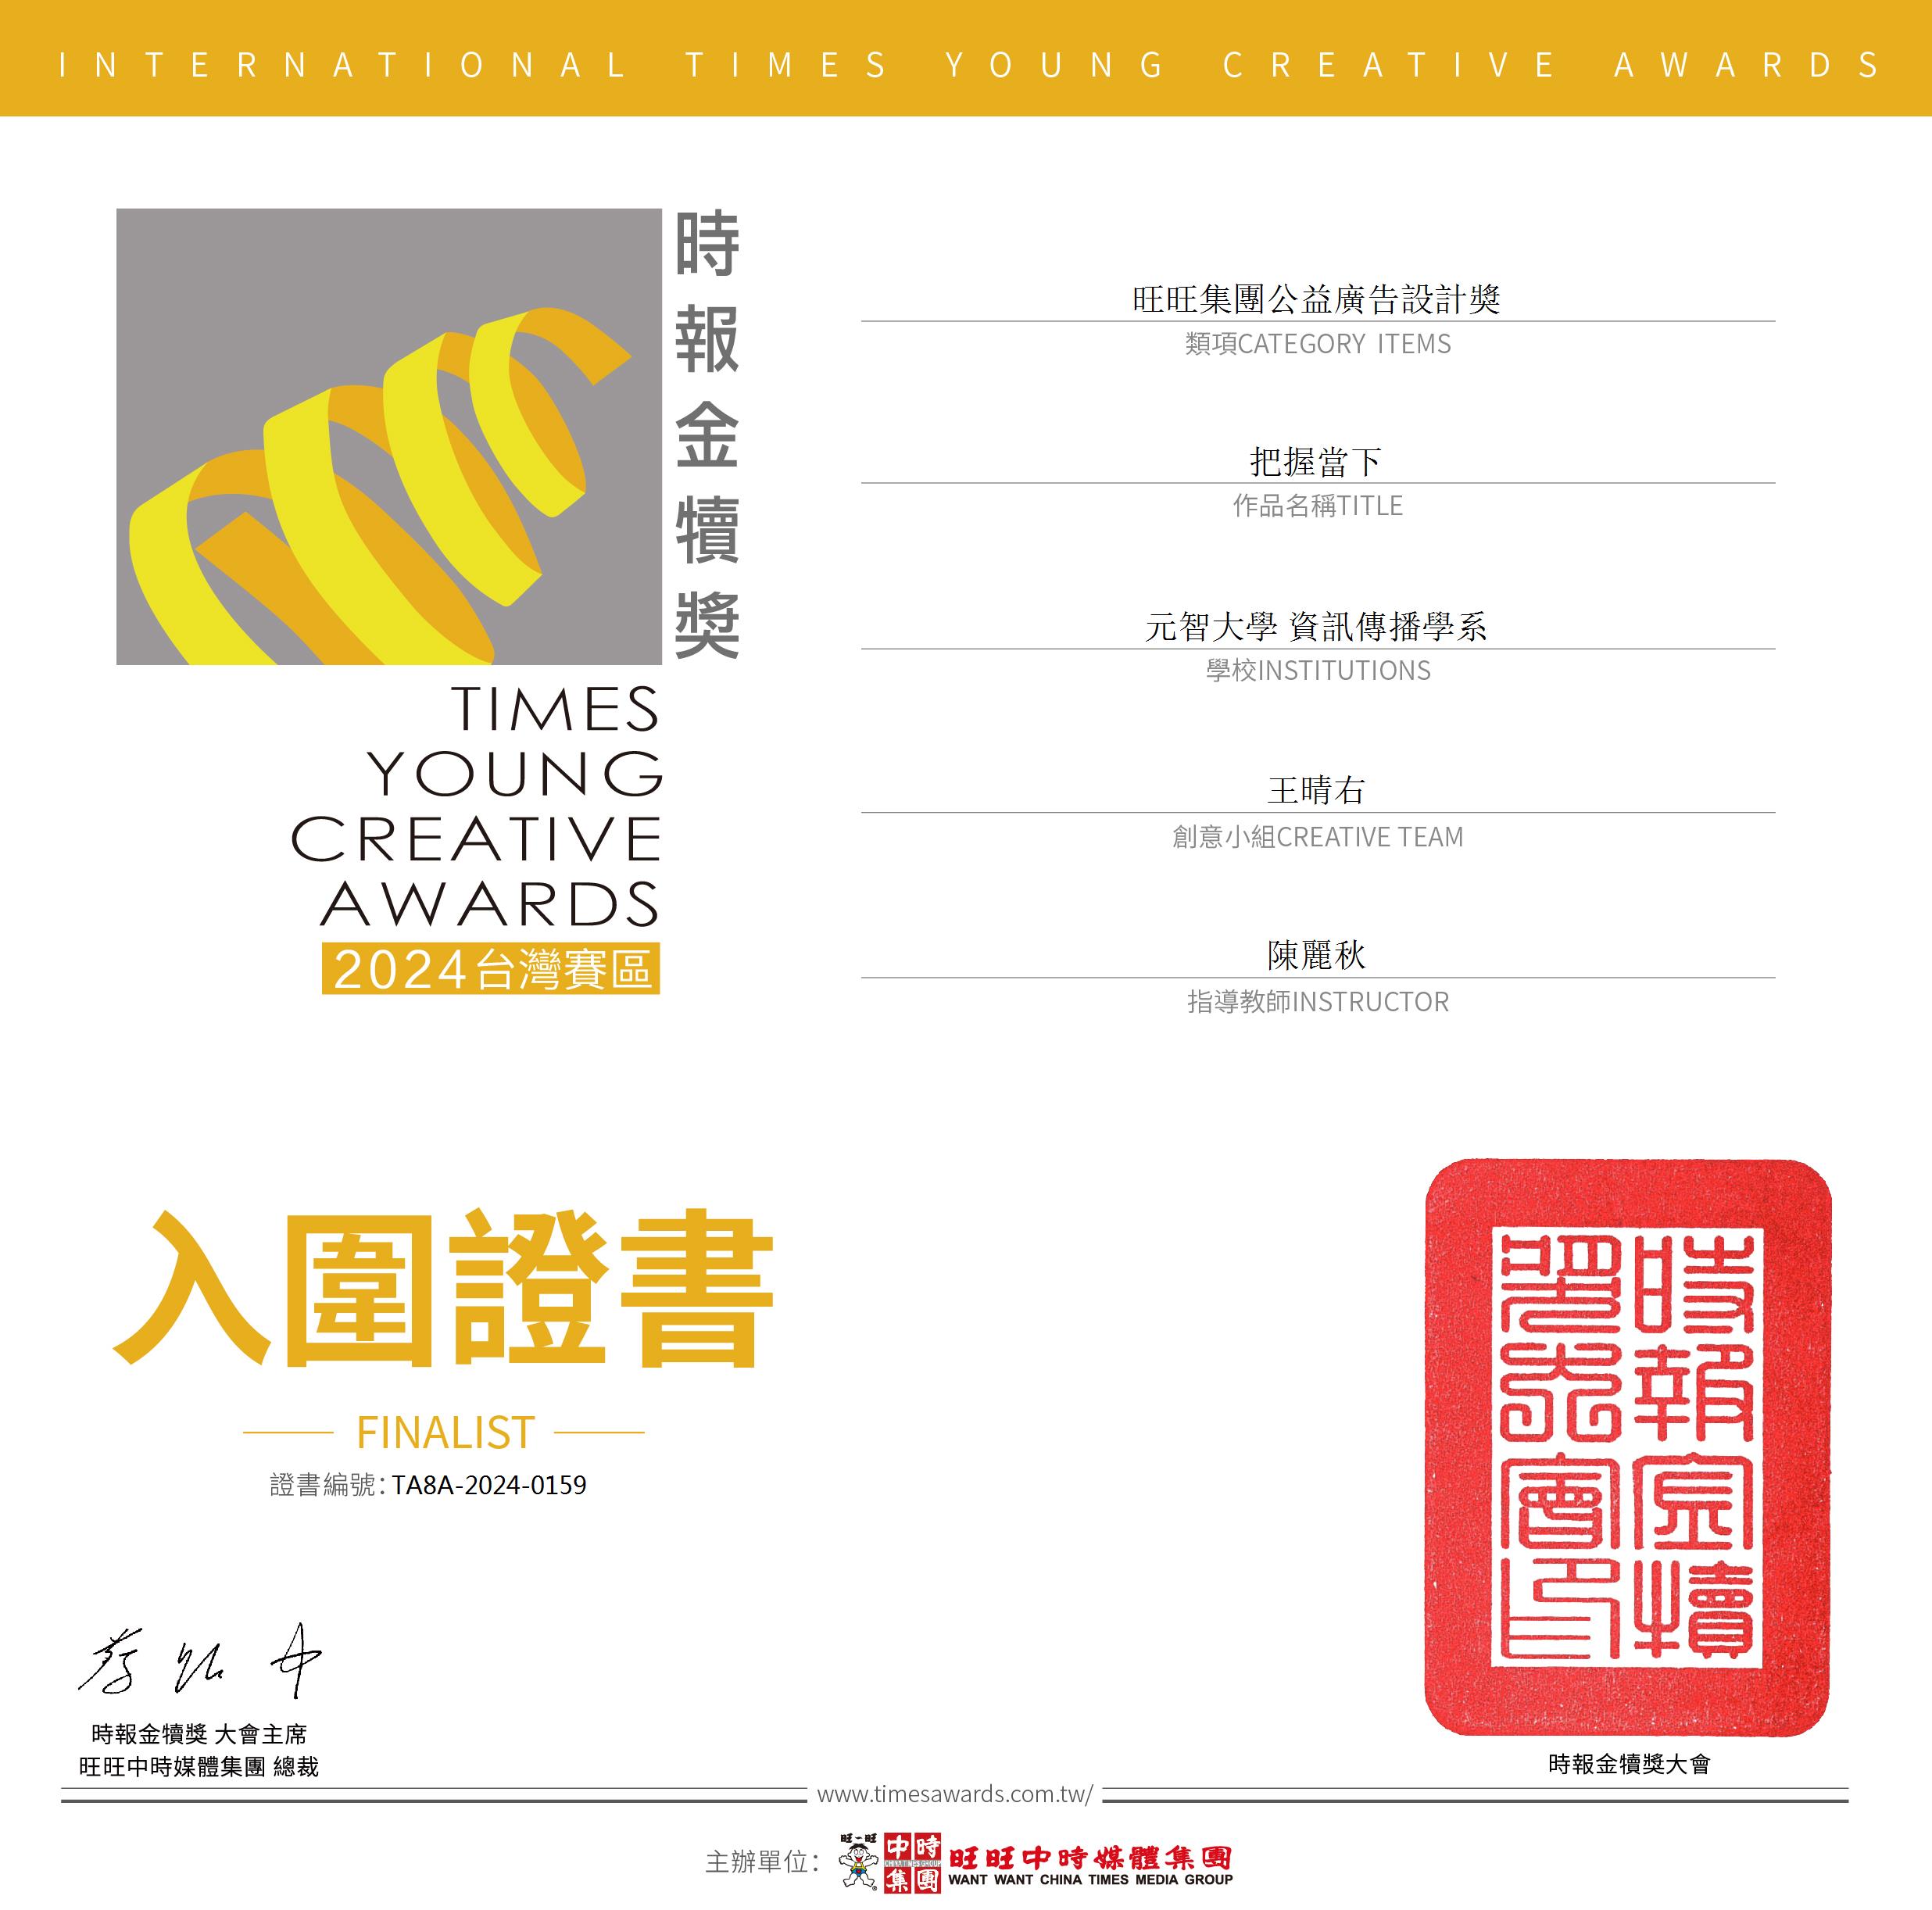 INTERNATIONAL TIMES YOUNG CREATIVE AWARDS
時報金犢獎
TIMES
YOUNG
CREATIVE
AWARDS
2024台灣賽區
旺旺集團公益廣告設計獎
類項CATEGORY ITEMS
把握當下
作品名稱TITLE
元智大學 資訊傳播學系
學校INSTITUTIONS
王晴右
創意小組CREATIVE TEAM
陳麗秋
指導教師INSTRUCTOR
入圍證書
FINALIST
證書編號：TA8A-2024-0159
時報金犢
獎大會印
蔡紹中
時報金犢獎 大會主席
旺旺中時媒體集團 總裁
時報金犢獎大會
www.timesawards.com.tw/
主辦單位：
旺旺
中時
集團
旺旺中時媒體集團
WANT WANT CHINA TIMES MEDIA GROUP